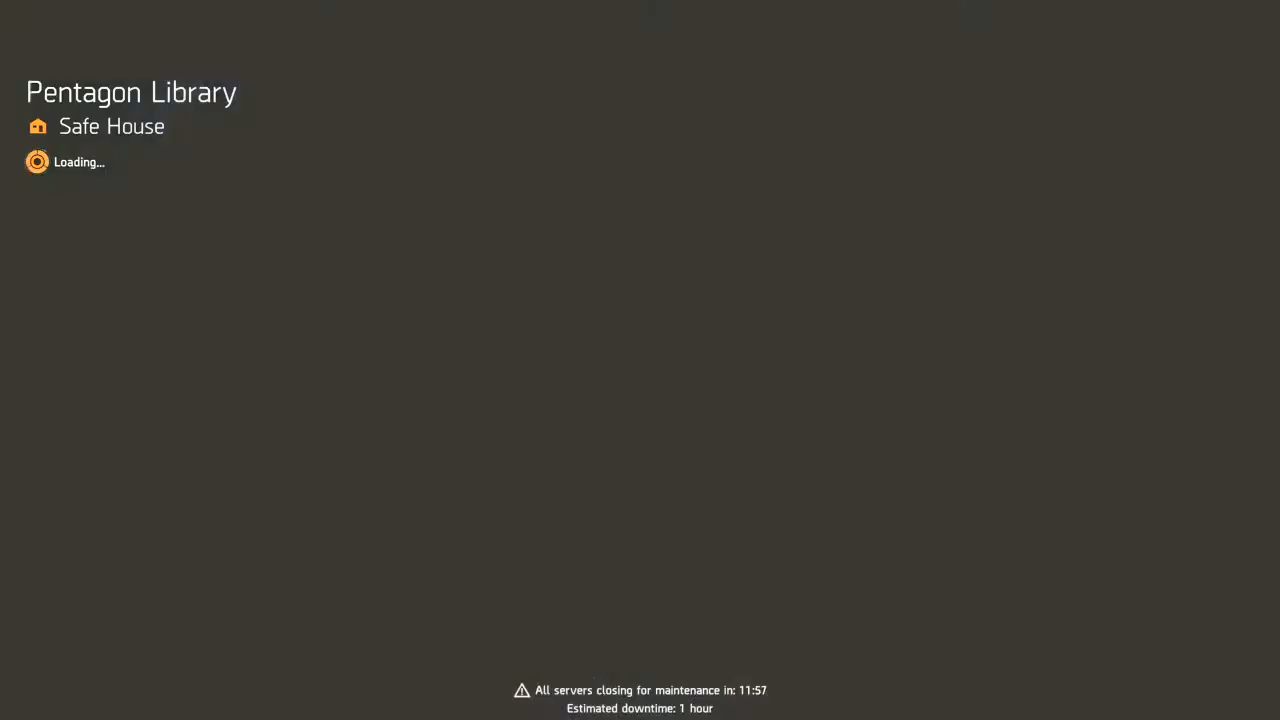 Pentagon Library
Safe House
Loading...
All servers closing for maintenance in: 11:57
Estimated downtime: 1 hour